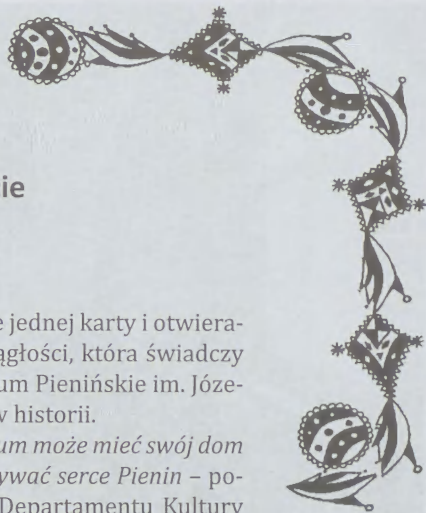 ie
e jednej karty i otwiera-
ągłości, która świadczy
um Pienińskie im. Józe-
w historii.
um może mieć swój dom
ywać serce Pienin – po-
Departamentu Kultury